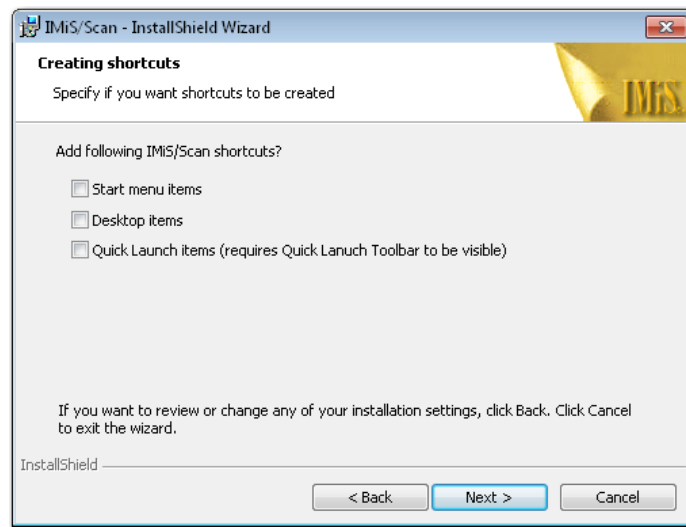 IMiS/Scan - InstallShield Wizard
Creating shortcuts
Specify if you want shortcuts to be created
IMiS
Add following IMiS/Scan shortcuts?
Start menu items
Desktop items
Quick Launch items (requires Quick Lanuch Toolbar to be visible)
If you want to review or change any of your installation settings, click Back. Click Cancel
to exit the wizard.
InstallShield
< Back Next > Cancel